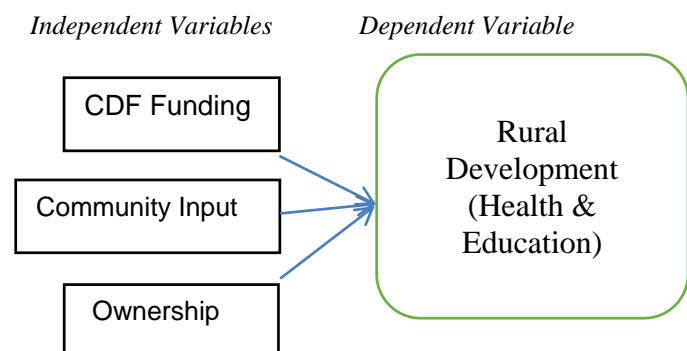 Independent Variables
Dependent Variable
CDF Funding
Community Input
Ownership
Rural
Development
(Health &
Education)